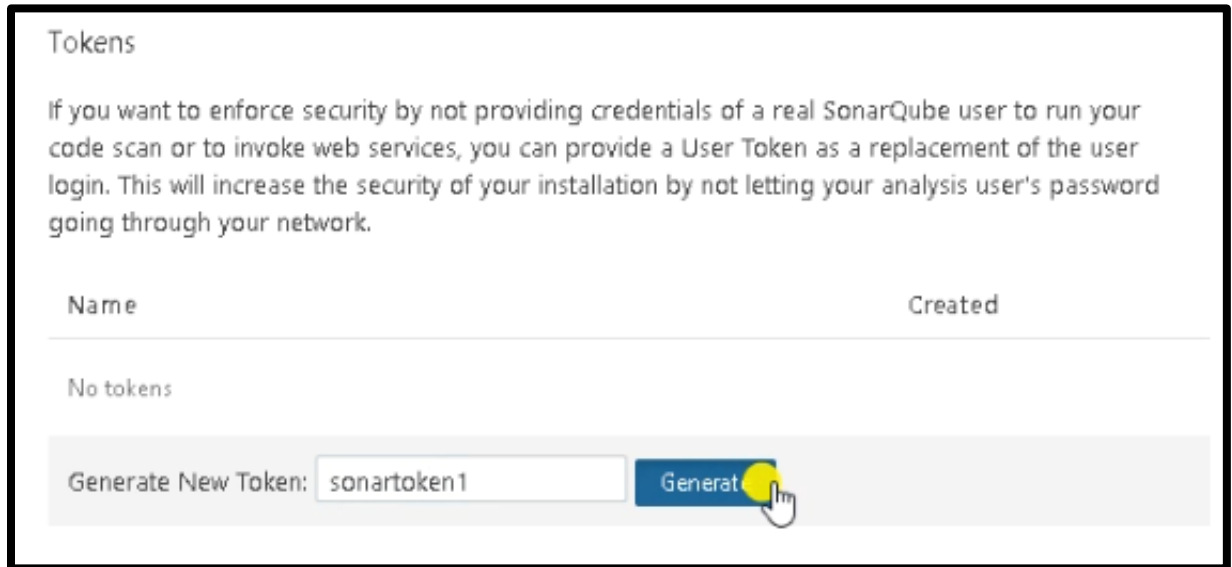 Tokens
If you want to enforce security by not providing credentials of a real SonarQube user to run your
code scan or to invoke web services, you can provide a User Token as a replacement of the user
login. This will increase the security of your installation by not letting your analysis user's password
going through your network.
Name Created
No tokens
Generate New Token: sonartoken1 Generate